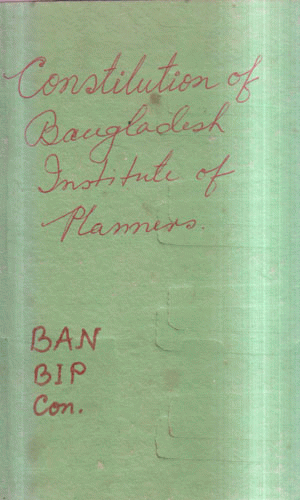 Constitution of
Bangladesh
Institute of
Planners.
BAN
BIP
Con.